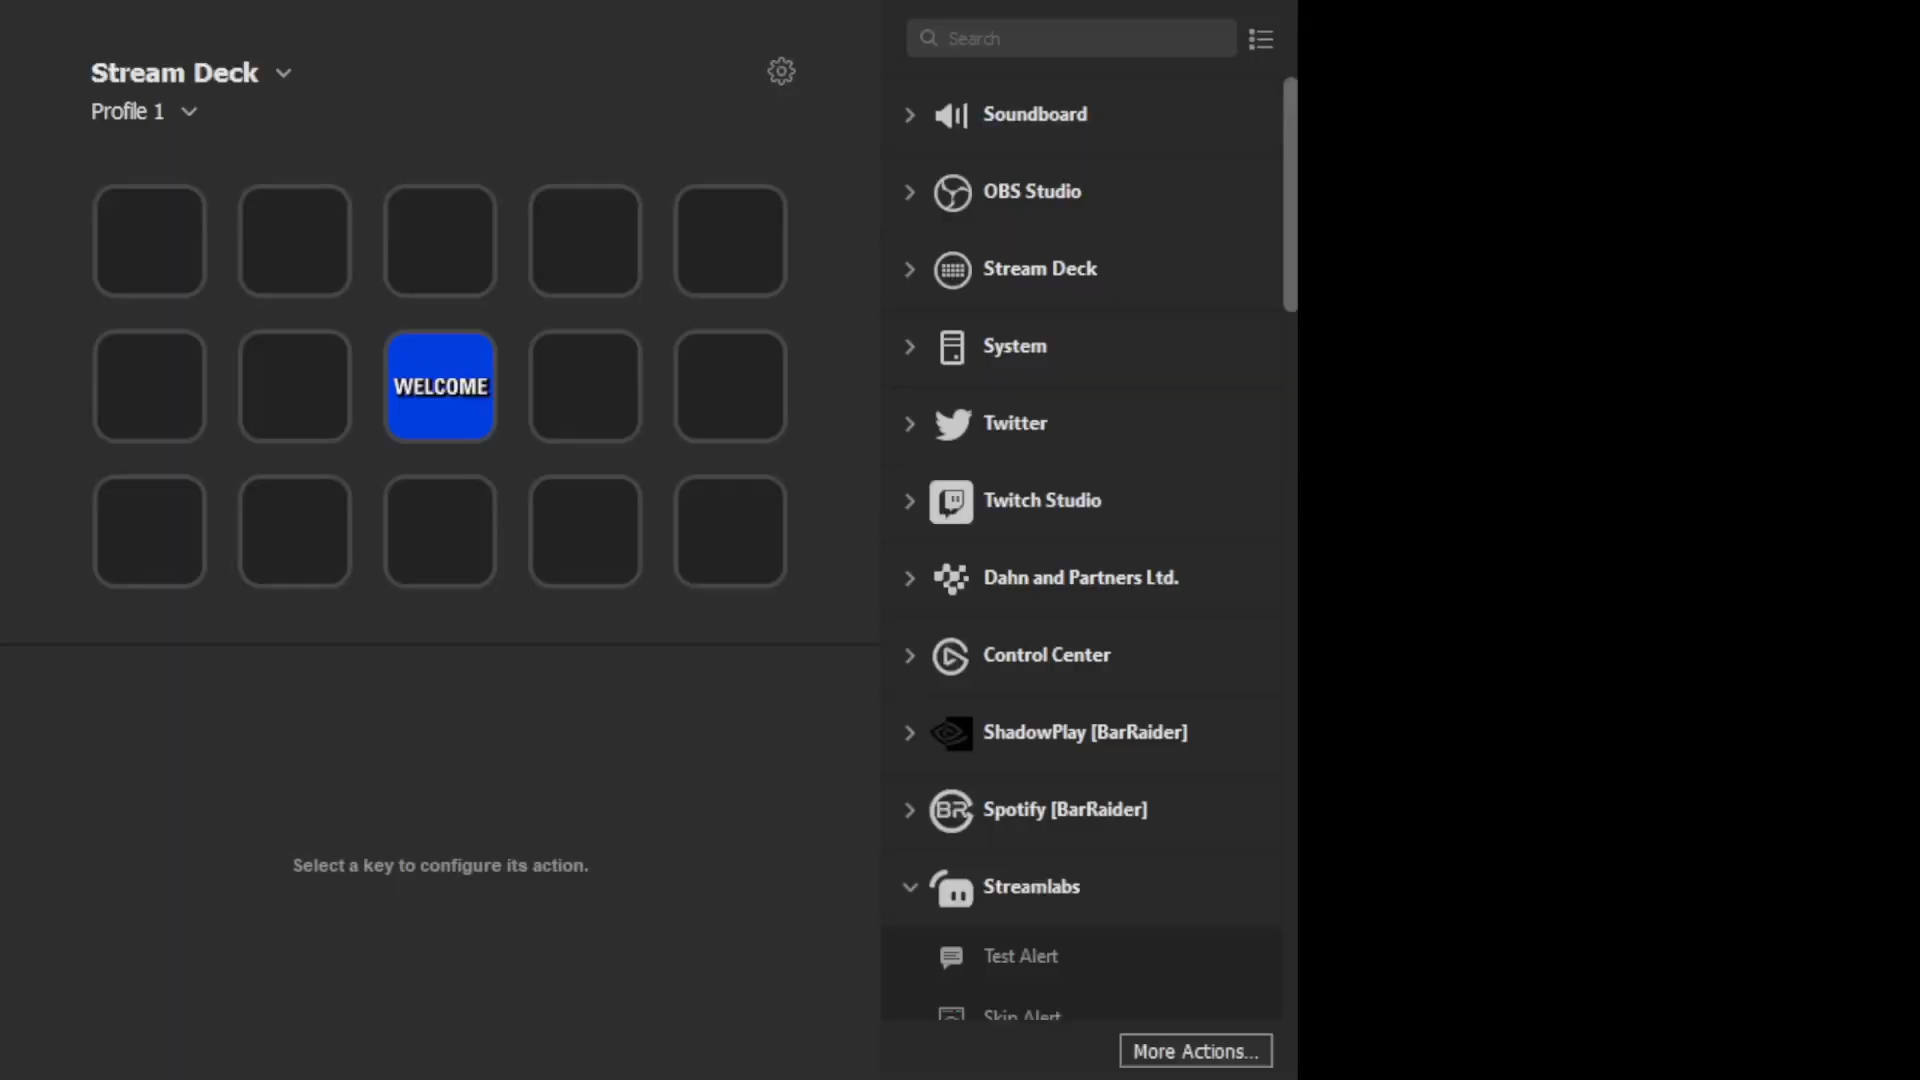 Stream Deck
Profile 1
WELCOME
Select a key to configure its action.
Search
Soundboard
OBS Studio
Stream Deck
System
Twitter
Twitch Studio
Dahn and Partners Ltd.
Control Center
ShadowPlay [BarRaider]
BR
Spotify [BarRaider]
Streamlabs
Test Alert
Skip Alert
More Actions...